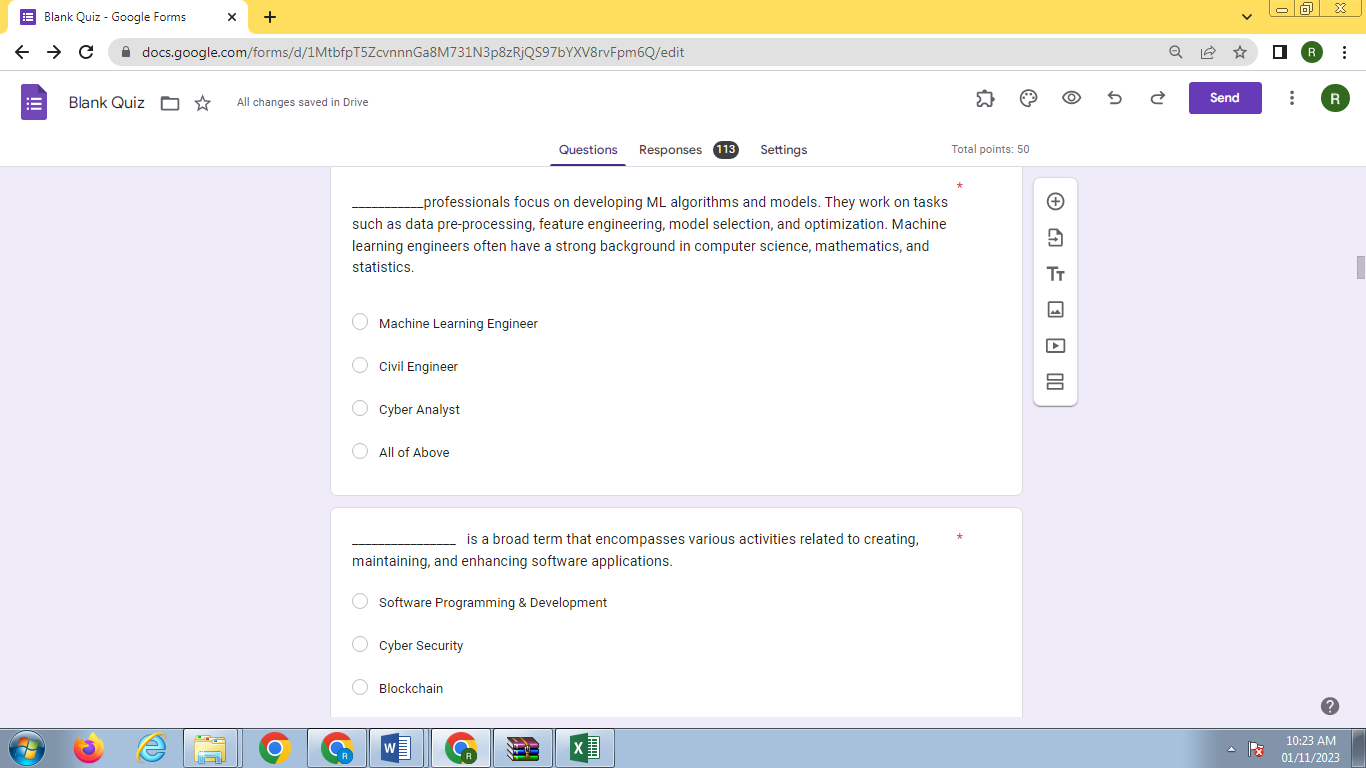 Blank Quiz - Google Forms
docs.google.com/forms/d/1MtbfpT5ZcvnnnGa8M731N3p8zRjQS97bYXV8rvFpm6Q/edit
R
Blank Quiz
All changes saved in Drive
Send
R
Questions
Responses 113
Settings
Total points: 50
___________professionals focus on developing ML algorithms and models. They work on tasks *
such as data pre-processing, feature engineering, model selection, and optimization. Machine
learning engineers often have a strong background in computer science, mathematics, and
statistics.
Machine Learning Engineer
Civil Engineer
Cyber Analyst
All of Above
________________ is a broad term that encompasses various activities related to creating, *
maintaining, and enhancing software applications.
Software Programming & Development
Cyber Security
Blockchain
Tт
R
R
10:23 AM
01/11/2023